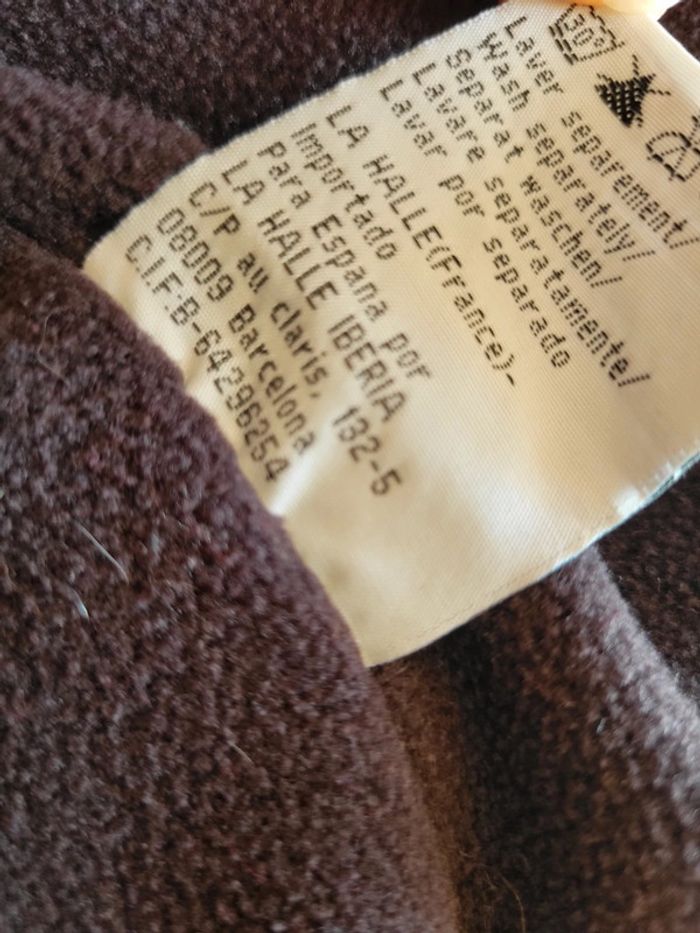 30°
Laver separement/
Wash separately/
Separat waschen/
Lavare separatamente/
Lavar por separado
LA HALLE(France)-
Importado
Para Espana por
LA HALLE IBERIA
C/P au claris, 132-5
08009 Barcelona
C.I.F:B-64296254